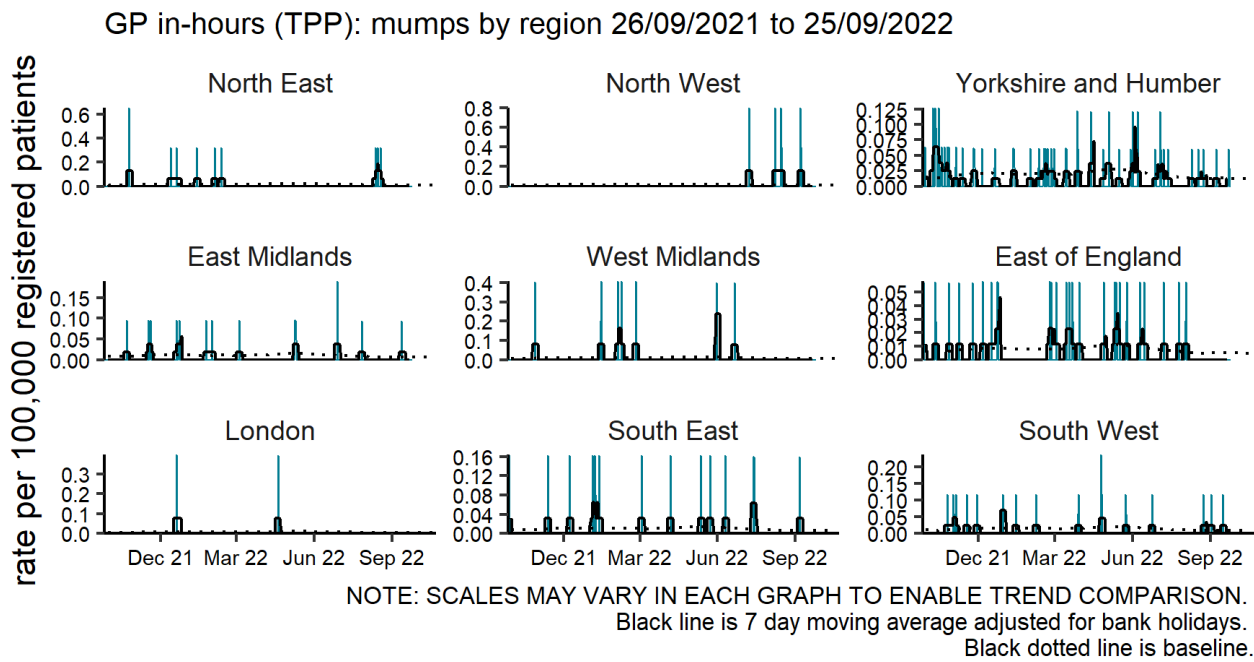 GP in-hours (TPP): mumps by region 26/09/2021 to 25/09/2022
rate per 100,000 registered patients
North East
0.6
0.4
0.2
0.0
North West
0.8
0.6
0.4
0.2
0.0
Yorkshire and Humber
0.125
0.100
0.075
0.050
0.025
0.000
East Midlands
0.15
0.10
0.05
0.00
West Midlands
0.4
0.3
0.2
0.1
0.0
East of England
0.05
0.04
0.03
0.02
0.01
0.00
London
0.3
0.2
0.1
0.0
Dec 21 Mar 22 Jun 22 Sep 22
South East
0.16
0.12
0.08
0.04
0.00
Dec 21 Mar 22 Jun 22 Sep 22
South West
0.20
0.15
0.10
0.05
0.00
Dec 21 Mar 22 Jun 22 Sep 22
NOTE: SCALES MAY VARY IN EACH GRAPH TO ENABLE TREND COMPARISON.
Black line is 7 day moving average adjusted for bank holidays.
Black dotted line is baseline.